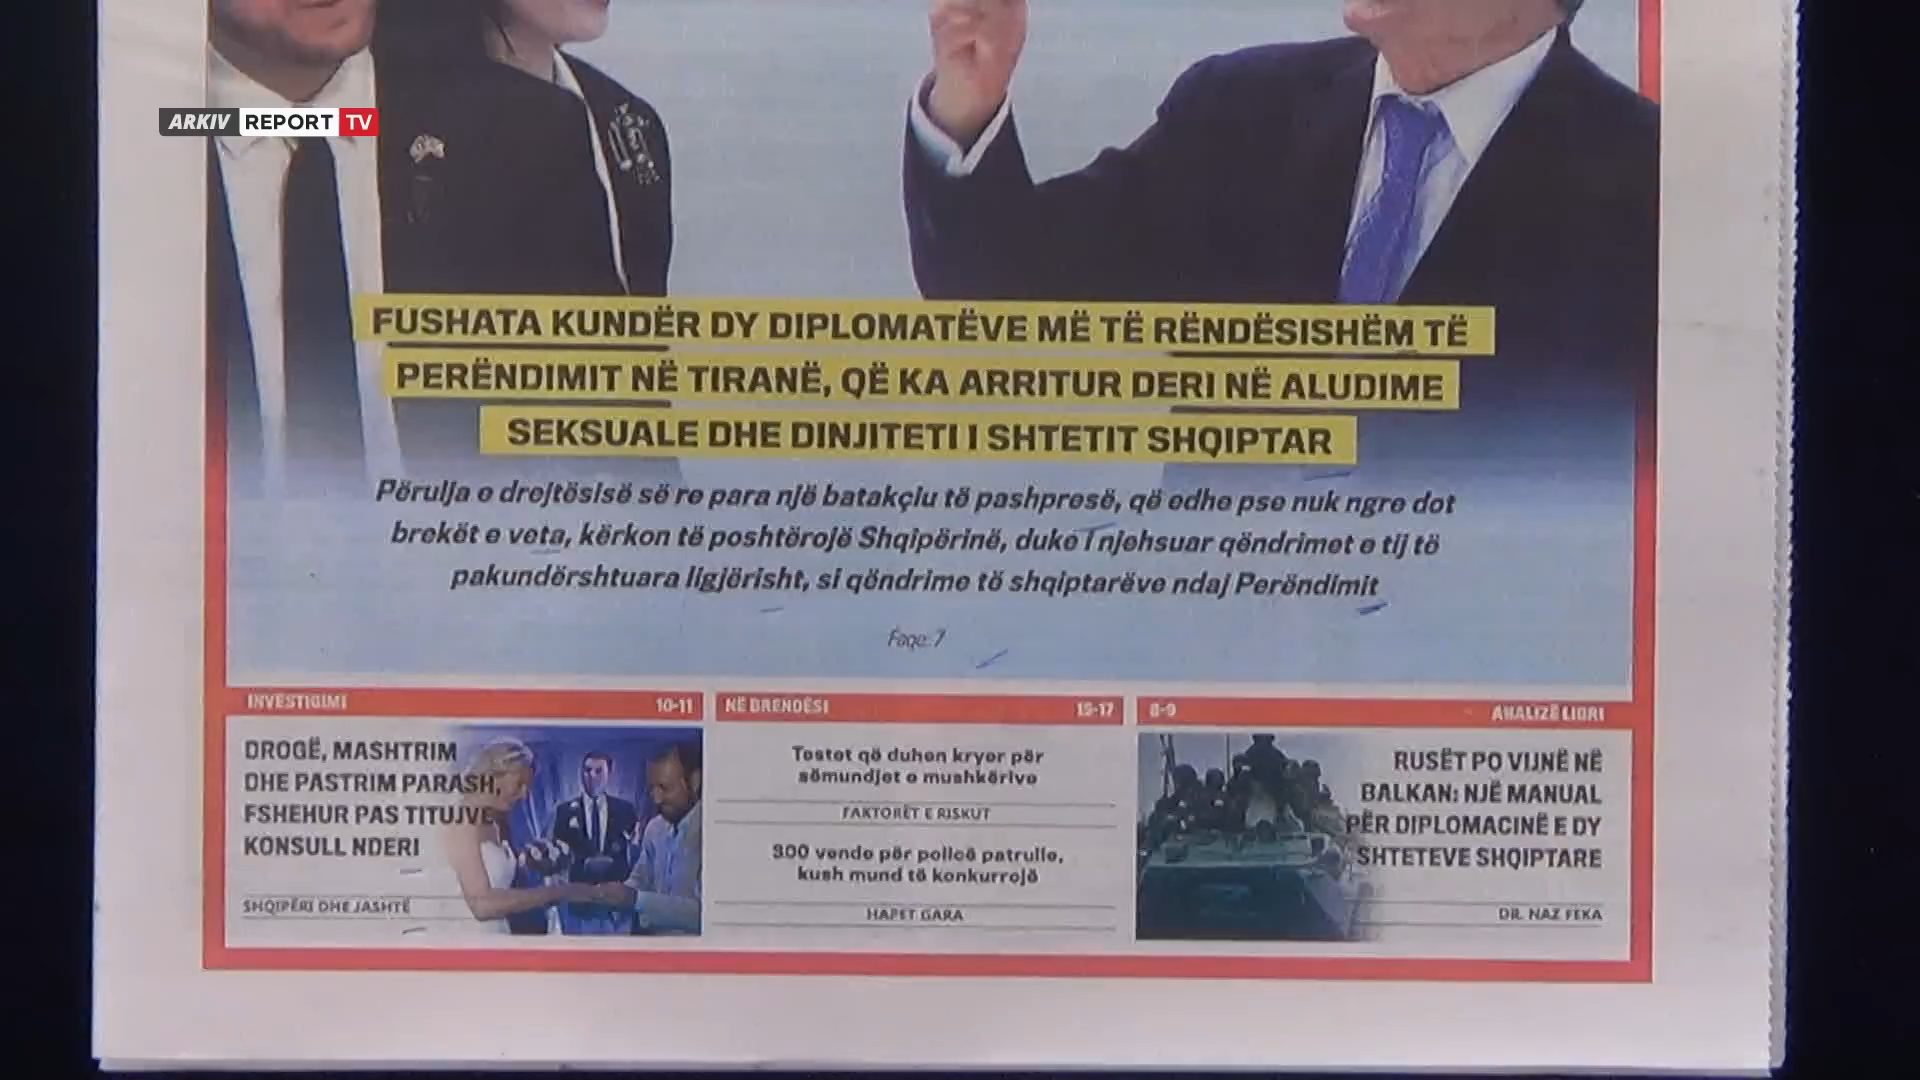 ARKIV REPORT TV
FUSHATA KUNDËR DY DIPLOMATËVE MË TË RËNDËSISHËM TË
PERËNDIMIT NË TIRANË, QË KA ARRITUR DERI NË ALUDIME
SEKSUALE DHE DINJITETI I SHTETIT SHQIPTAR
Përulja e drejtësisë së re para një batakçiu të pashpresë, që edhe pse nuk ngre dot
brekët e veta, kërkon të poshtërojë Shqipërinë, duke njehsuar qëndrimet e tij të
pakundërshtuara ligjërisht, si qëndrime të shqiptarëve ndaj Perëndimit
Faqe: 7
INVESTIGIMI 10-11
DROGË, MASHTRIM
DHE PASTRIM PARASH,
FSHEHUR PAS TITUJVE
KONSULL NDERI
SHQIPËRI DHE JASHTË
NË BRENDËSI 15-17
Testet që duhen kryer për
sëmundjet e mushkërive
FAKTORËT E RISKUT
300 vende për policë patrulle,
kush mund të konkurrojë
HAPET GARA
8-9 ANALIZË LIBRI
RUSËT PO VIJNË NË
BALKAN: NJË MANUAL
PËR DIPLOMACINË E DY
SHTETEVE SHQIPTARE
DR. NAZ FEKA